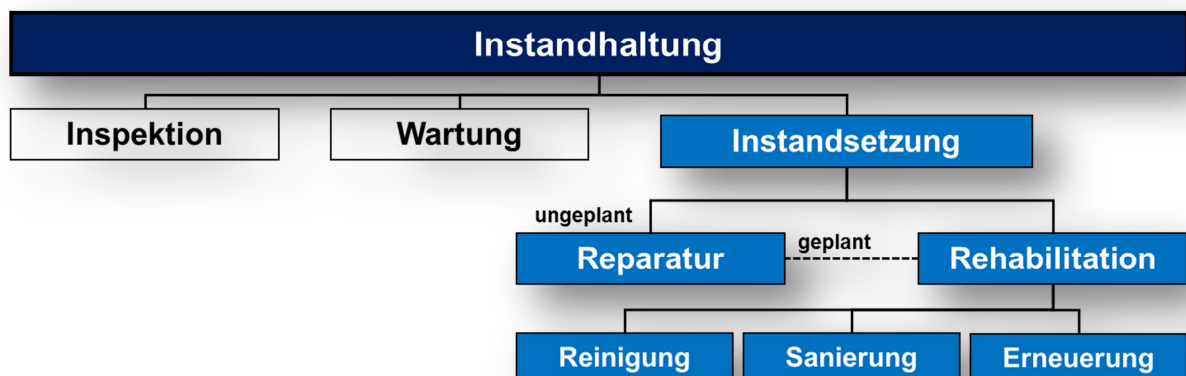 Instandhaltung
Inspektion
Wartung
Instandsetzung
ungeplant
geplant
Reparatur
Rehabilitation
Reinigung
Sanierung
Erneuerung